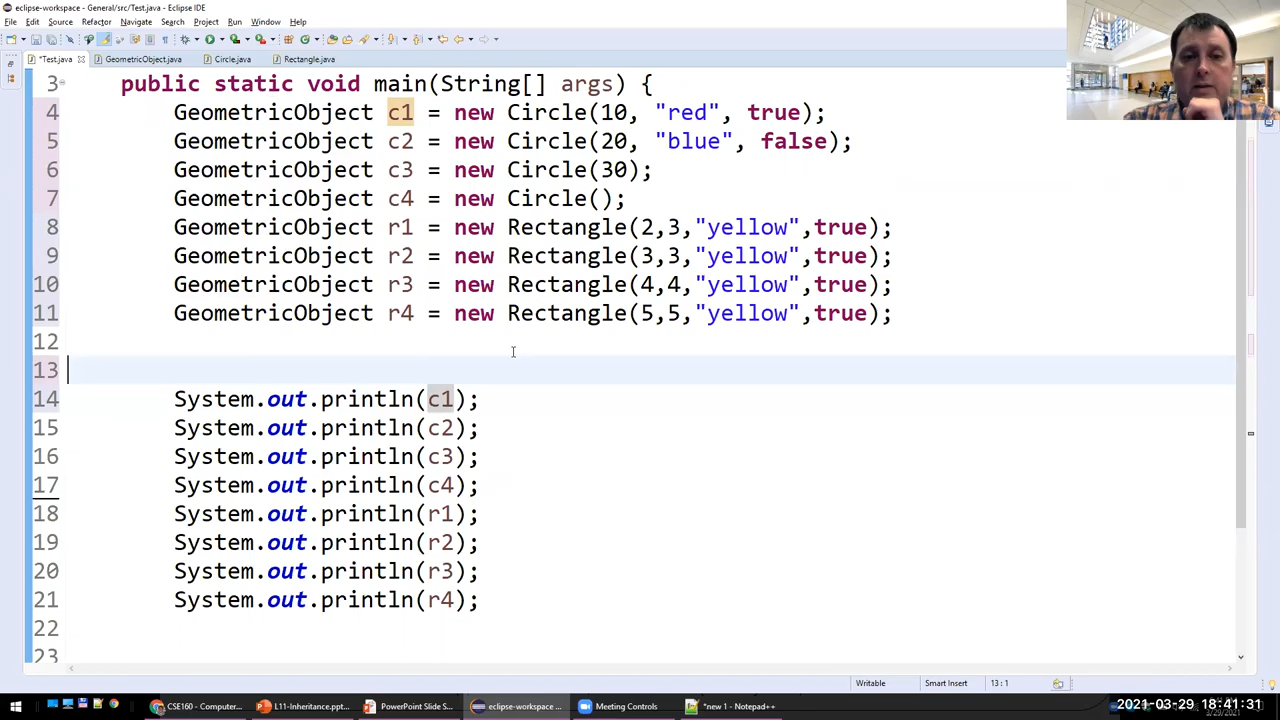 eclipse-workspace - General/src/Test.java - Eclipse IDE
File Edit Source Refactor Navigate Search Project Run Window Help
*Test.java GeometricObject.java Circle.java Rectangle.java
3 public static void main(String[] args) {
4 GeometricObject c1 = new Circle(10, "red", true);
5 GeometricObject c2 = new Circle(20, "blue", false);
6 GeometricObject c3 = new Circle(30);
7 GeometricObject c4 = new Circle();
8 GeometricObject r1 = new Rectangle(2,3,"yellow",true);
9 GeometricObject r2 = new Rectangle(3,3,"yellow",true);
10 GeometricObject r3 = new Rectangle(4,4,"yellow",true);
11 GeometricObject r4 = new Rectangle(5,5,"yellow",true);
12
13
14 System.out.println(c1);
15 System.out.println(c2);
16 System.out.println(c3);
17 System.out.println(c4);
18 System.out.println(r1);
19 System.out.println(r2);
20 System.out.println(r3);
21 System.out.println(r4);
22
23
Writable Smart Insert 13 : 1
CSE160 - Computer... L11-Inheritance.ppt... PowerPoint Slide S... eclipse-workspace ... Meeting Controls *new 1 - Notepad++ 2021-03-29 18:41:31